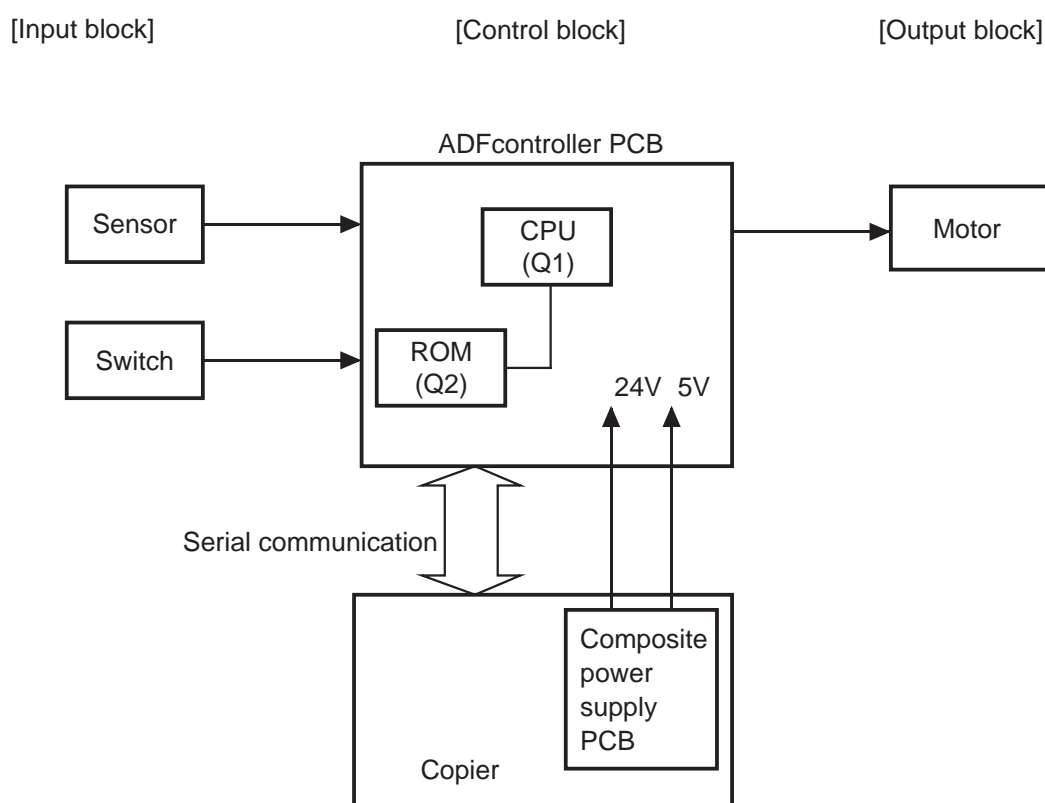 [Input block]
[Control block]
[Output block]
ADFcontroller PCB
Sensor
CPU
(Q1)
Motor
Switch
ROM
(Q2)
24V 5V
Serial communication
Composite
power
supply
PCB
Copier